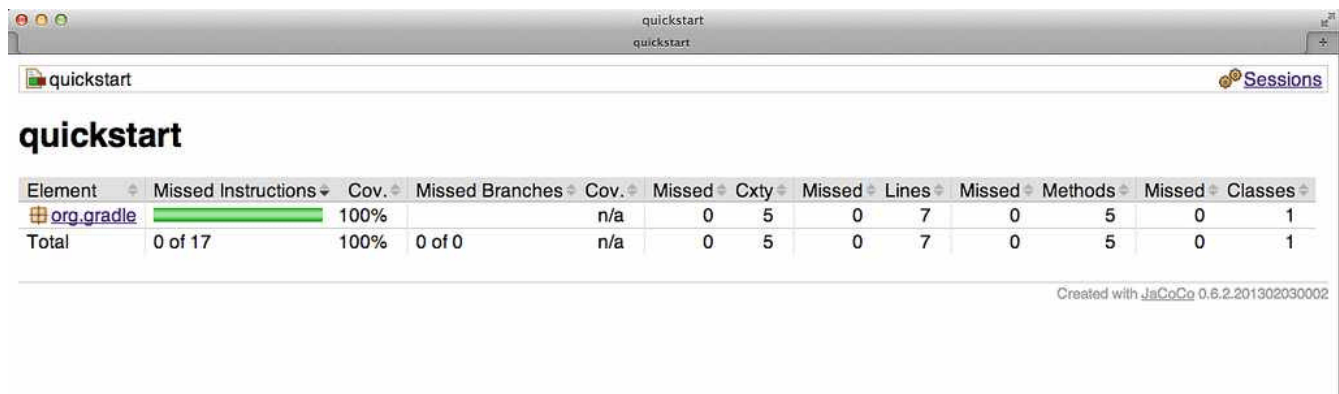 quickstart
quickstart
quickstart
Sessions
quickstart
Element Missed Instructions Cov. Missed Branches Cov. Missed Cxty Missed Lines Missed Methods Missed Classes
org.gradle 100% n/a 0 5 0 7 0 5 0 1
Total 0 of 17 100% 0 of 0 n/a 0 5 0 7 0 5 0 1
Created with JaCoCo 0.6.2.201302030002